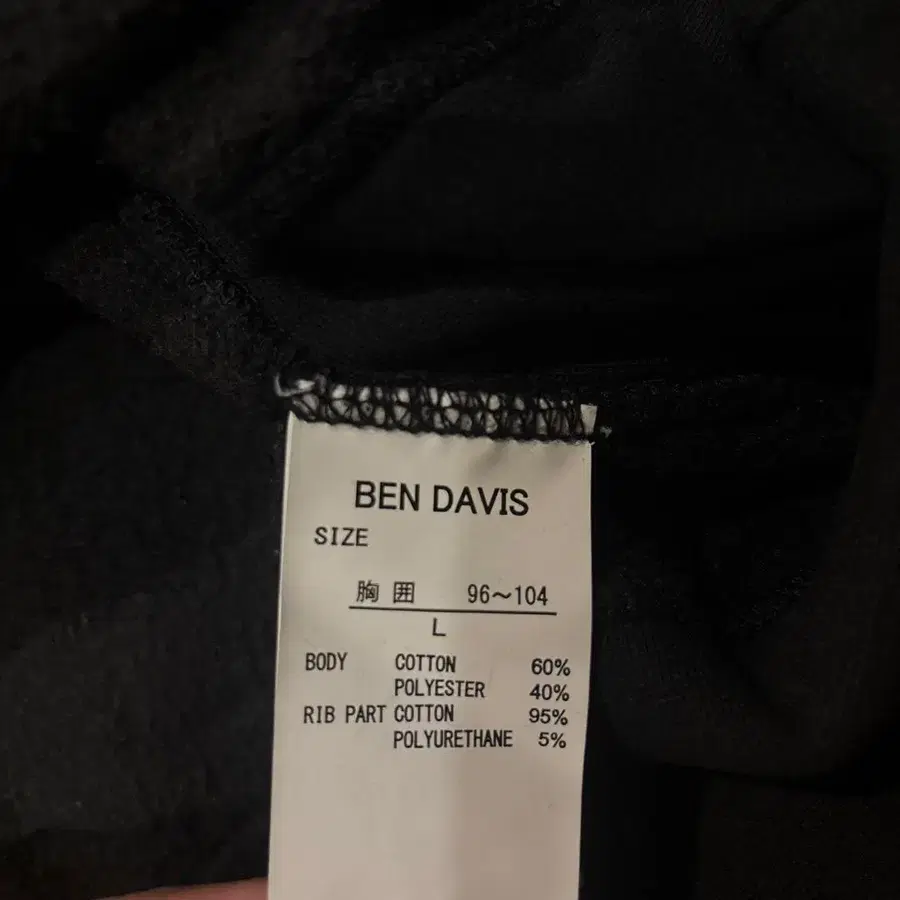 BEN DAVIS
SIZE
胸囲 96～104
L
BODY COTTON 60%
POLYESTER 40%
RIB PART COTTON 95%
POLYURETHANE 5%